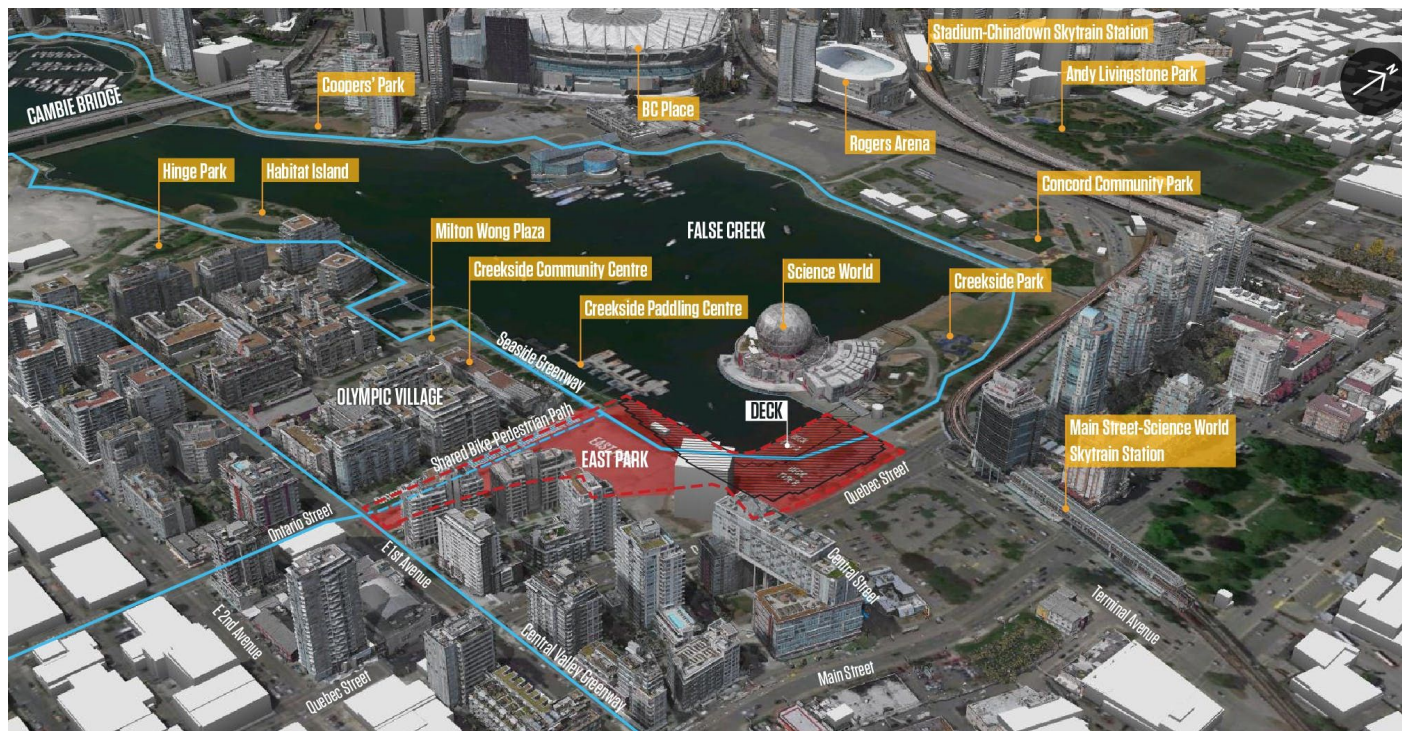 Stadium-Chinatown Skytrain Station
N
Andy Livingstone Park
Coopers' Park
CAMBIE BRIDGE
BC Place
Rogers Arena
Hinge Park
Habitat Island
Concord Community Park
Milton Wong Plaza
FALSE CREEK
Creekside Community Centre
Science World
Creekside Park
Creekside Paddling Centre
Seaside Greenway
OLYMPIC VILLAGE
DECK
Shared Bike-Pedestrian Path
Main Street-Science World
Skytrain Station
EAST
EAST PARK
Quebec Street
Ontario Street
E1st Avenue
Central Street
E2nd Avenue
Terminal Avenue
Central Valley Greenway
Main Street
Quebec Street